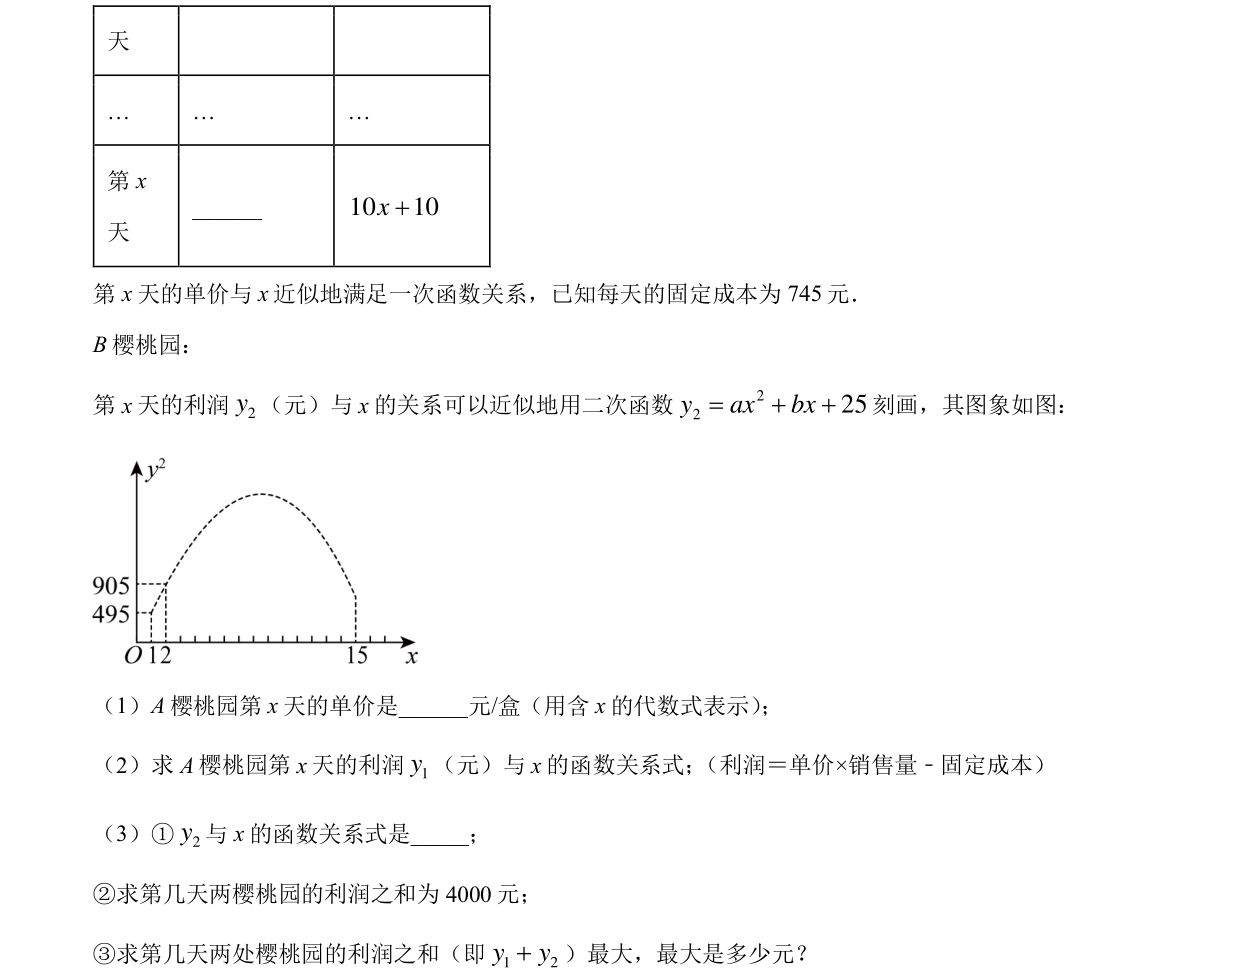 天
… … …
第 x
______ 10x+10
天
第 x 天的单价与 x 近似地满足一次函数关系，已知每天的固定成本为 745 元．
B 樱桃园：
第 x 天的利润 y₂（元）与 x 的关系可以近似地用二次函数 y₂ = ax² + bx + 25 刻画，其图象如图：
y²
905
495
O 1 2 15 x
（1）A 樱桃园第 x 天的单价是______元/盒（用含 x 的代数式表示）；
（2）求 A 樱桃园第 x 天的利润 y₁（元）与 x 的函数关系式；（利润＝单价×销售量﹣固定成本）
（3）① y₂ 与 x 的函数关系式是_____；
②求第几天两樱桃园的利润之和为 4000 元；
③求第几天两处樱桃园的利润之和（即 y₁ + y₂）最大，最大是多少元？